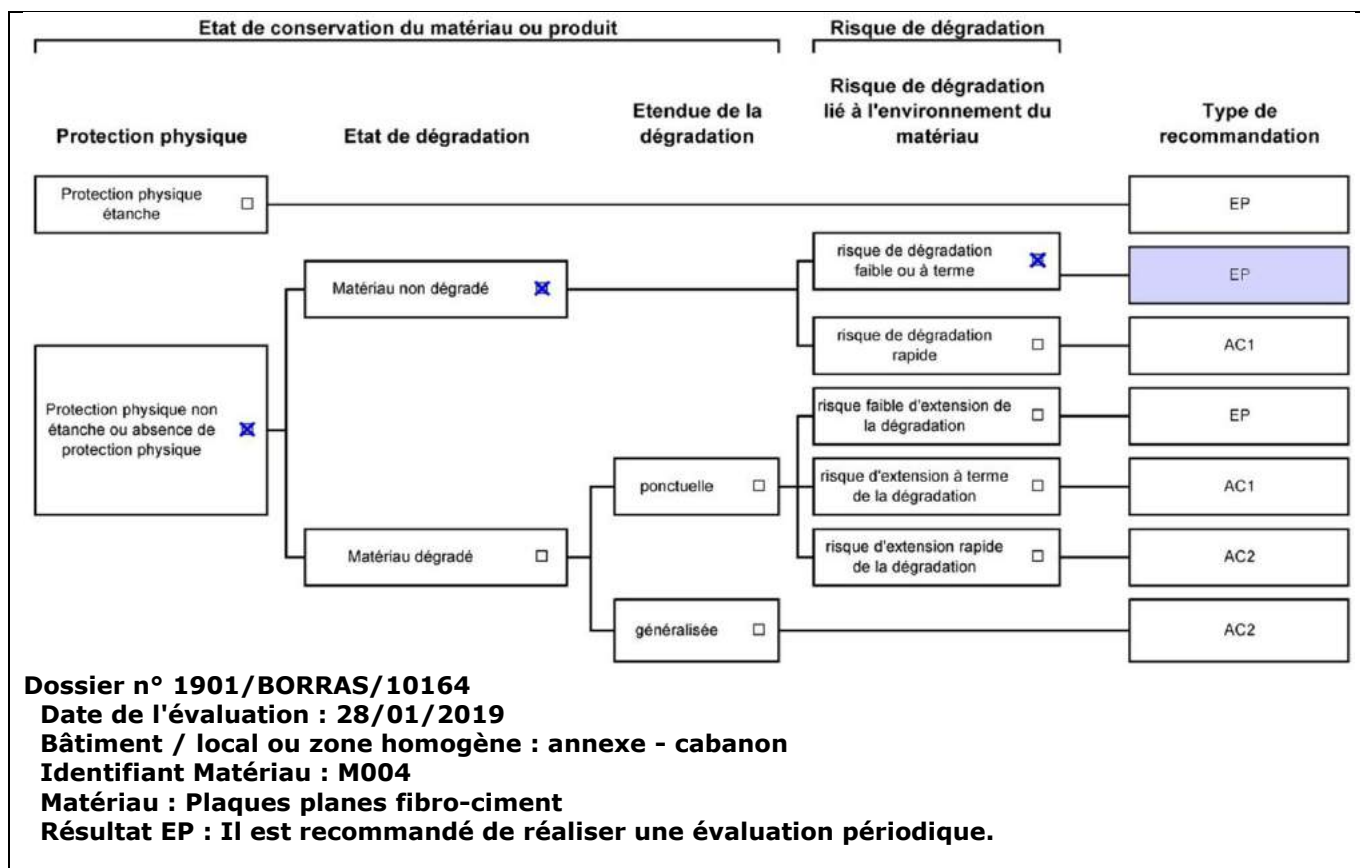 Etat de conservation du matériau ou produit
Risque de dégradation
Protection physique
Etat de dégradation
Etendue de la
dégradation
Risque de dégradation
lié à l'environnement du
matériau
Type de
recommandation
Protection physique
étanche
EP
Matériau non dégradé
risque de dégradation
faible ou à terme
EP
risque de dégradation
rapide
AC1
Protection physique non
étanche ou absence de
protection physique
risque faible d'extension de
la dégradation
EP
ponctuelle
risque d'extension à terme
de la dégradation
AC1
Matériau dégradé
risque d'extension rapide
de la dégradation
AC2
généralisée
AC2
Dossier n° 1901/BORRAS/10164
Date de l'évaluation : 28/01/2019
Bâtiment / local ou zone homogène : annexe - cabanon
Identifiant Matériau : M004
Matériau : Plaques planes fibro-ciment
Résultat EP : Il est recommandé de réaliser une évaluation périodique.